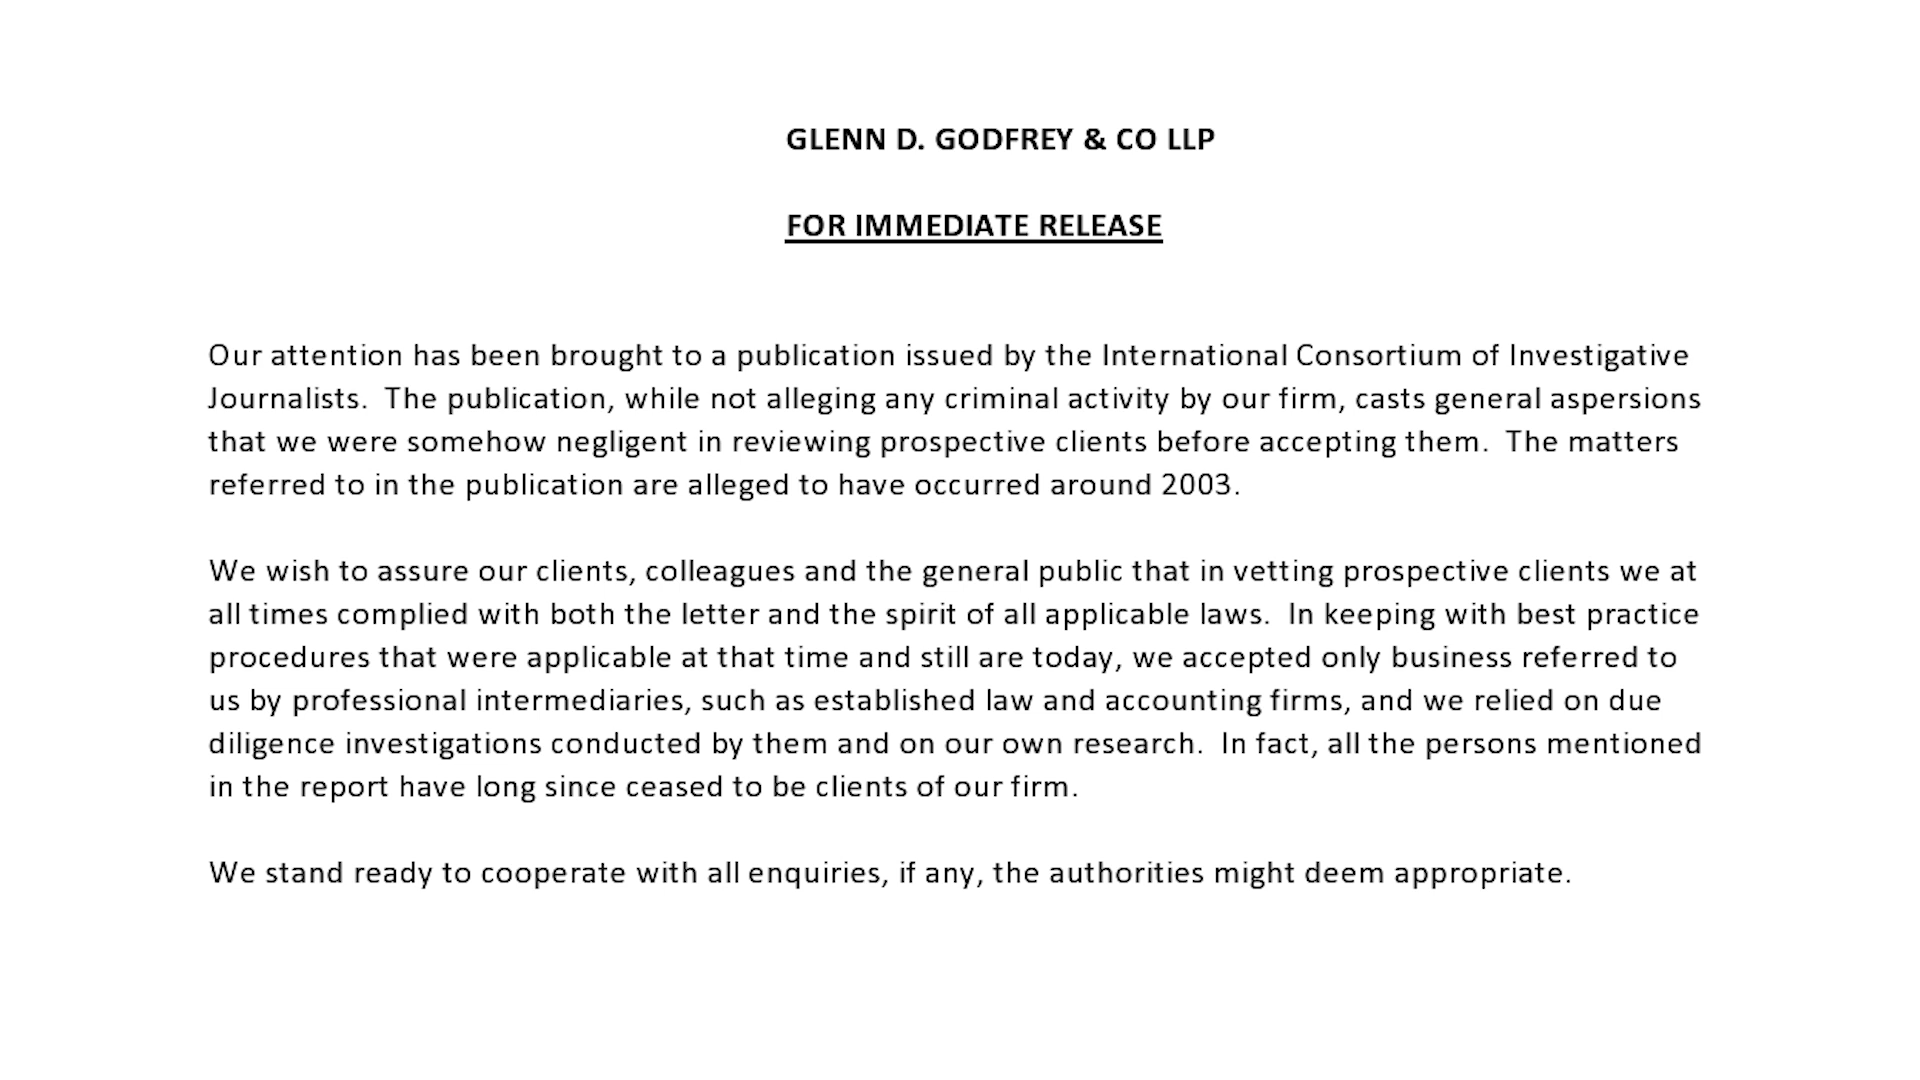 GLENN D. GODFREY & CO LLP
FOR IMMEDIATE RELEASE
Our attention has been brought to a publication issued by the International Consortium of Investigative
Journalists.  The publication, while not alleging any criminal activity by our firm, casts general aspersions
that we were somehow negligent in reviewing prospective clients before accepting them.  The matters
referred to in the publication are alleged to have occurred around 2003.
We wish to assure our clients, colleagues and the general public that in vetting prospective clients we at
all times complied with both the letter and the spirit of all applicable laws.  In keeping with best practice
procedures that were applicable at that time and still are today, we accepted only business referred to
us by professional intermediaries, such as established law and accounting firms, and we relied on due
diligence investigations conducted by them and on our own research.  In fact, all the persons mentioned
in the report have long since ceased to be clients of our firm.
We stand ready to cooperate with all enquiries, if any, the authorities might deem appropriate.